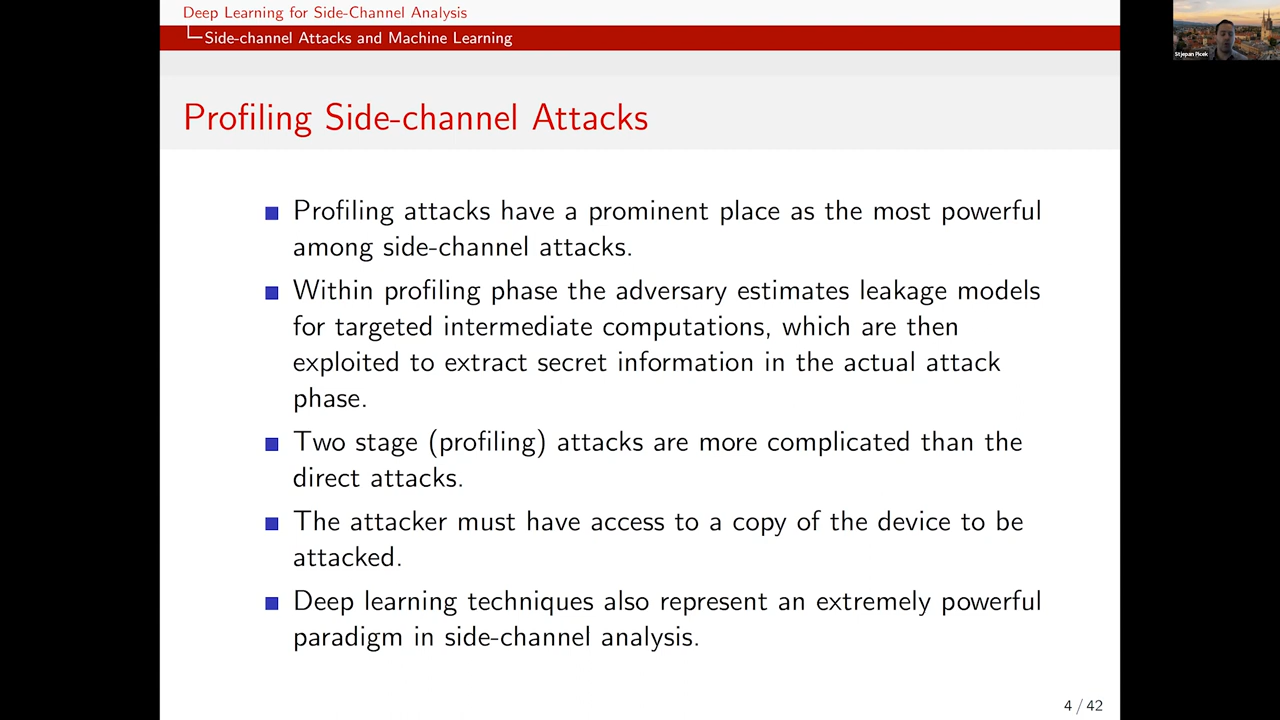 Deep Learning for Side-Channel Analysis
Side-channel Attacks and Machine Learning
Stjepan Picek
Profiling Side-channel Attacks
Profiling attacks have a prominent place as the most powerful
among side-channel attacks.
Within profiling phase the adversary estimates leakage models
for targeted intermediate computations, which are then
exploited to extract secret information in the actual attack
phase.
Two stage (profiling) attacks are more complicated than the
direct attacks.
The attacker must have access to a copy of the device to be
attacked.
Deep learning techniques also represent an extremely powerful
paradigm in side-channel analysis.
4 / 42